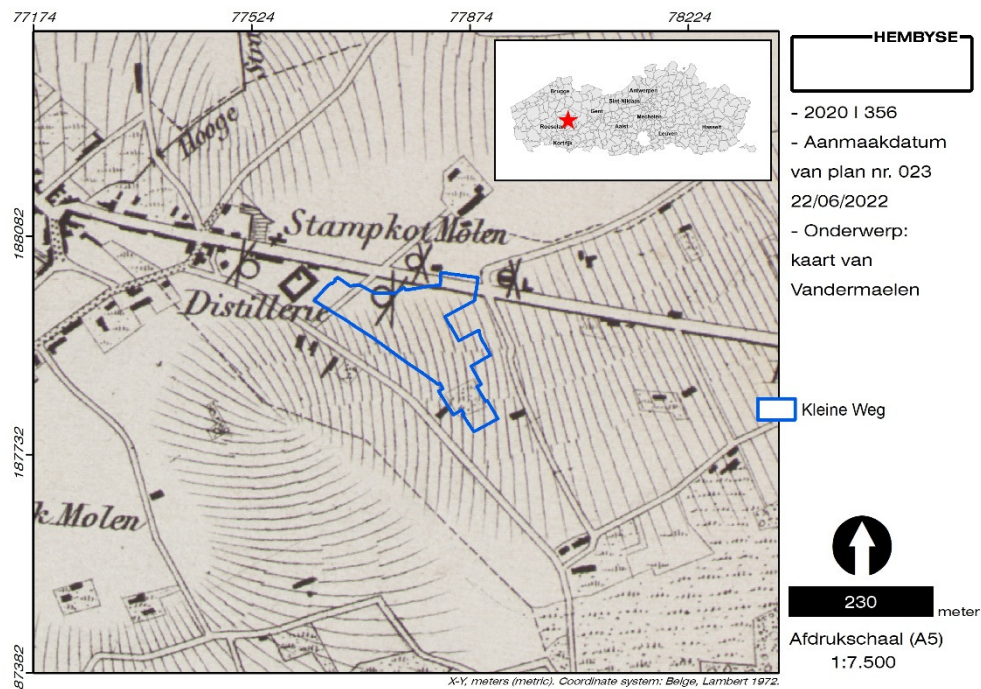 77174
77524
77874
78224
188082
187732
87382
Stra
Hooge
Stampkot Molen
Distillerie
k Molen
Brugge
Antwerpen
Sint-Niklaas
Gent
Mechelen
Roeselare
Aalst
Leuven
Hasselt
Kortrijk
HEMBYSE
- 2020 I 356
- Aanmaakdatum
van plan nr. 023
22/06/2022
- Onderwerp:
kaart van
Vandermaelen
Kleine Weg
230
meter
Afdrukschaal (A5)
1:7.500
X-Y, meters (metric). Coordinate system: Belge, Lambert 1972.